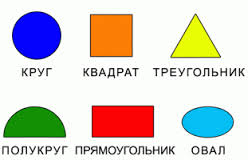 КРУГ КВАДРАТ ТРЕУГОЛЬНИК
ПОЛУКРУГ ПРЯМОУГОЛЬНИК ОВАЛ